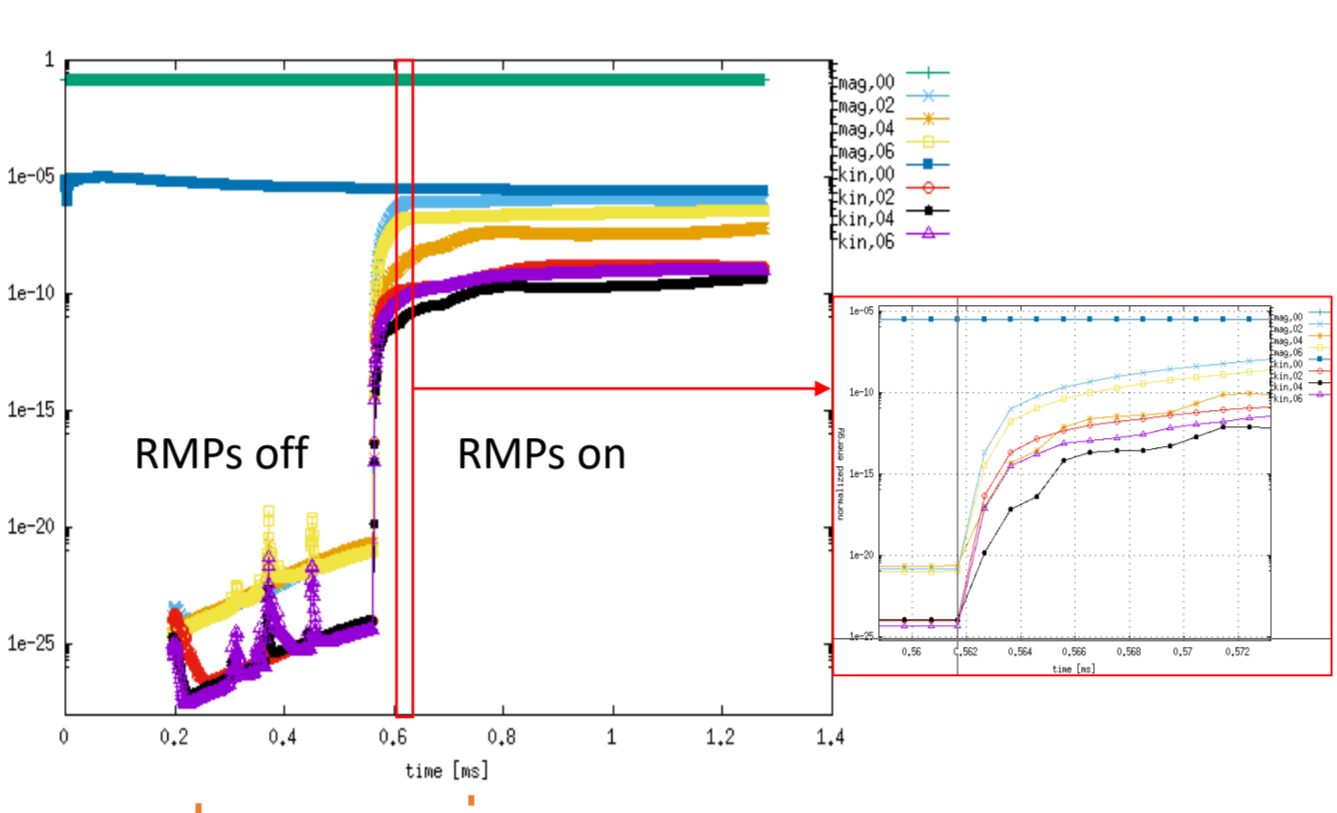 1
1e-05
1e-10
1e-15
1e-20
1e-25
RMPs off
RMPs on
0 0.2 0.4 0.6 0.8 1 1.2 1.4
time [ms]
mag,00
mag,02
mag,04
mag,06
kin,00
kin,02
kin,04
kin,06
1e-05
1e-10
1e-15
1e-20
1e-25
normalized energy
0.56 0.562 0.564 0.566 0.568 0.57 0.572
time [ms]
mag,00
mag,02
mag,04
mag,06
kin,00
kin,02
kin,04
kin,06